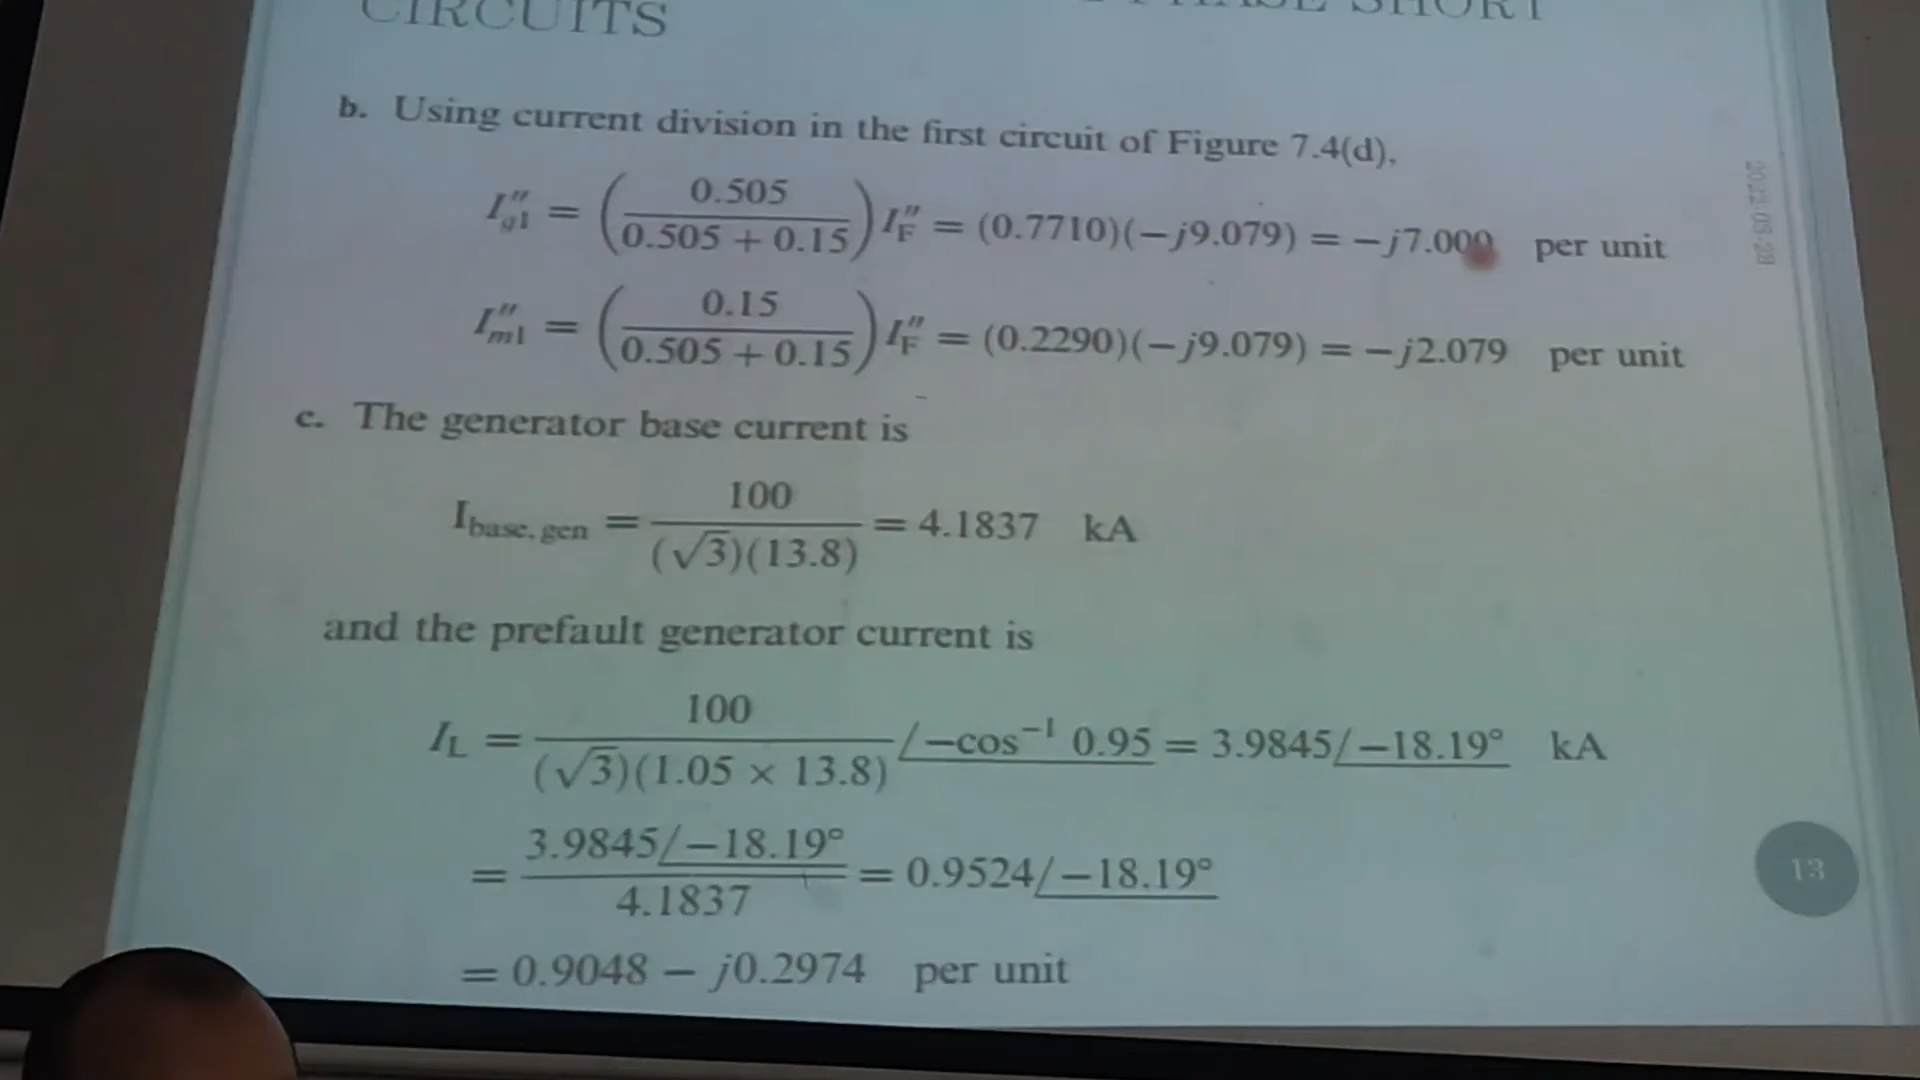 CIRCUITS
SHORT
b. Using current division in the first circuit of Figure 7.4(d),
I″g1 = (0.505 / (0.505 + 0.15)) I″F = (0.7710)(−j9.079) = −j7.000 per unit
I″m1 = (0.15 / (0.505 + 0.15)) I″F = (0.2290)(−j9.079) = −j2.079 per unit
c. The generator base current is
Ibase, gen = 100 / (√3)(13.8) = 4.1837 kA
and the prefault generator current is
IL = 100 / (√3)(1.05 × 13.8) /−cos⁻¹ 0.95 = 3.9845/−18.19° kA
= 3.9845/−18.19° / 4.1837 = 0.9524/−18.19°
= 0.9048 − j0.2974 per unit
13